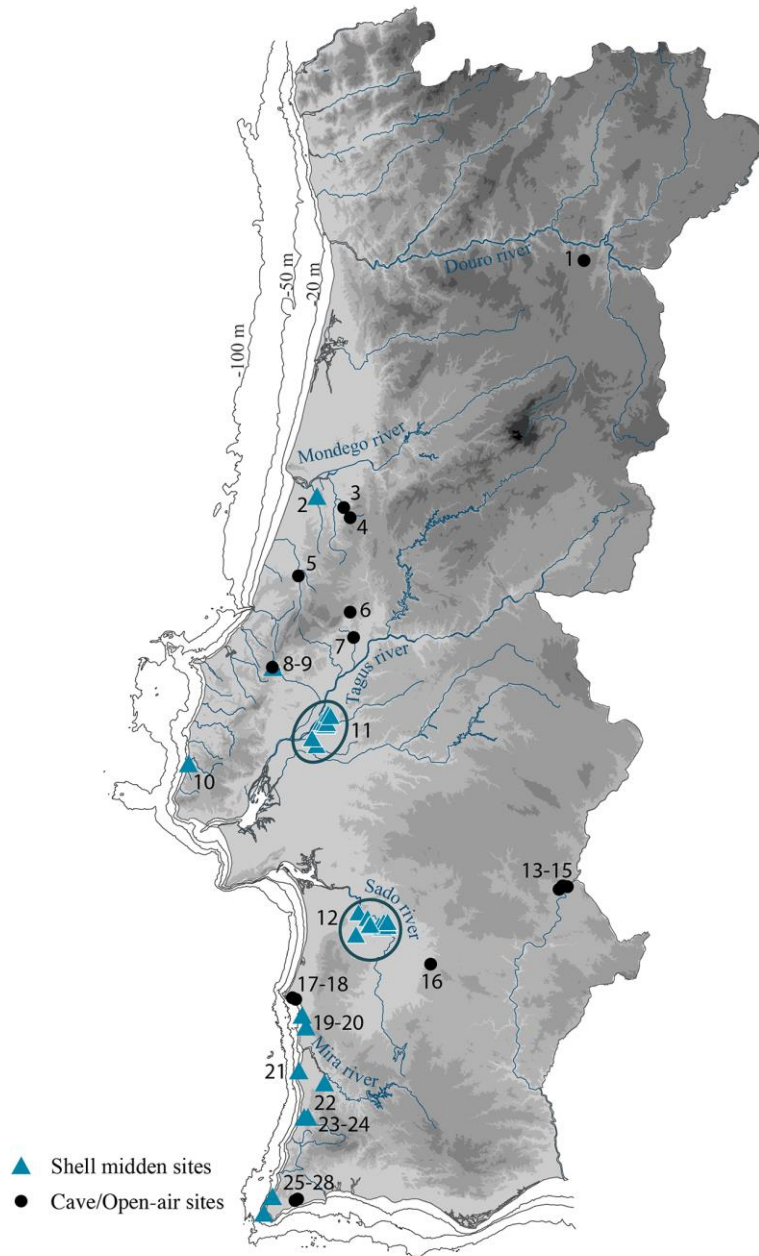 Douro river
1
-20 m
-50 m
-100 m
Mondego river
2
3
4
5
6
7
8-9
Tagus river
11
10
13-15
Sado river
12
16
17-18
19-20
Mira river
21
22
23-24
25-28
Shell midden sites
Cave/Open-air sites